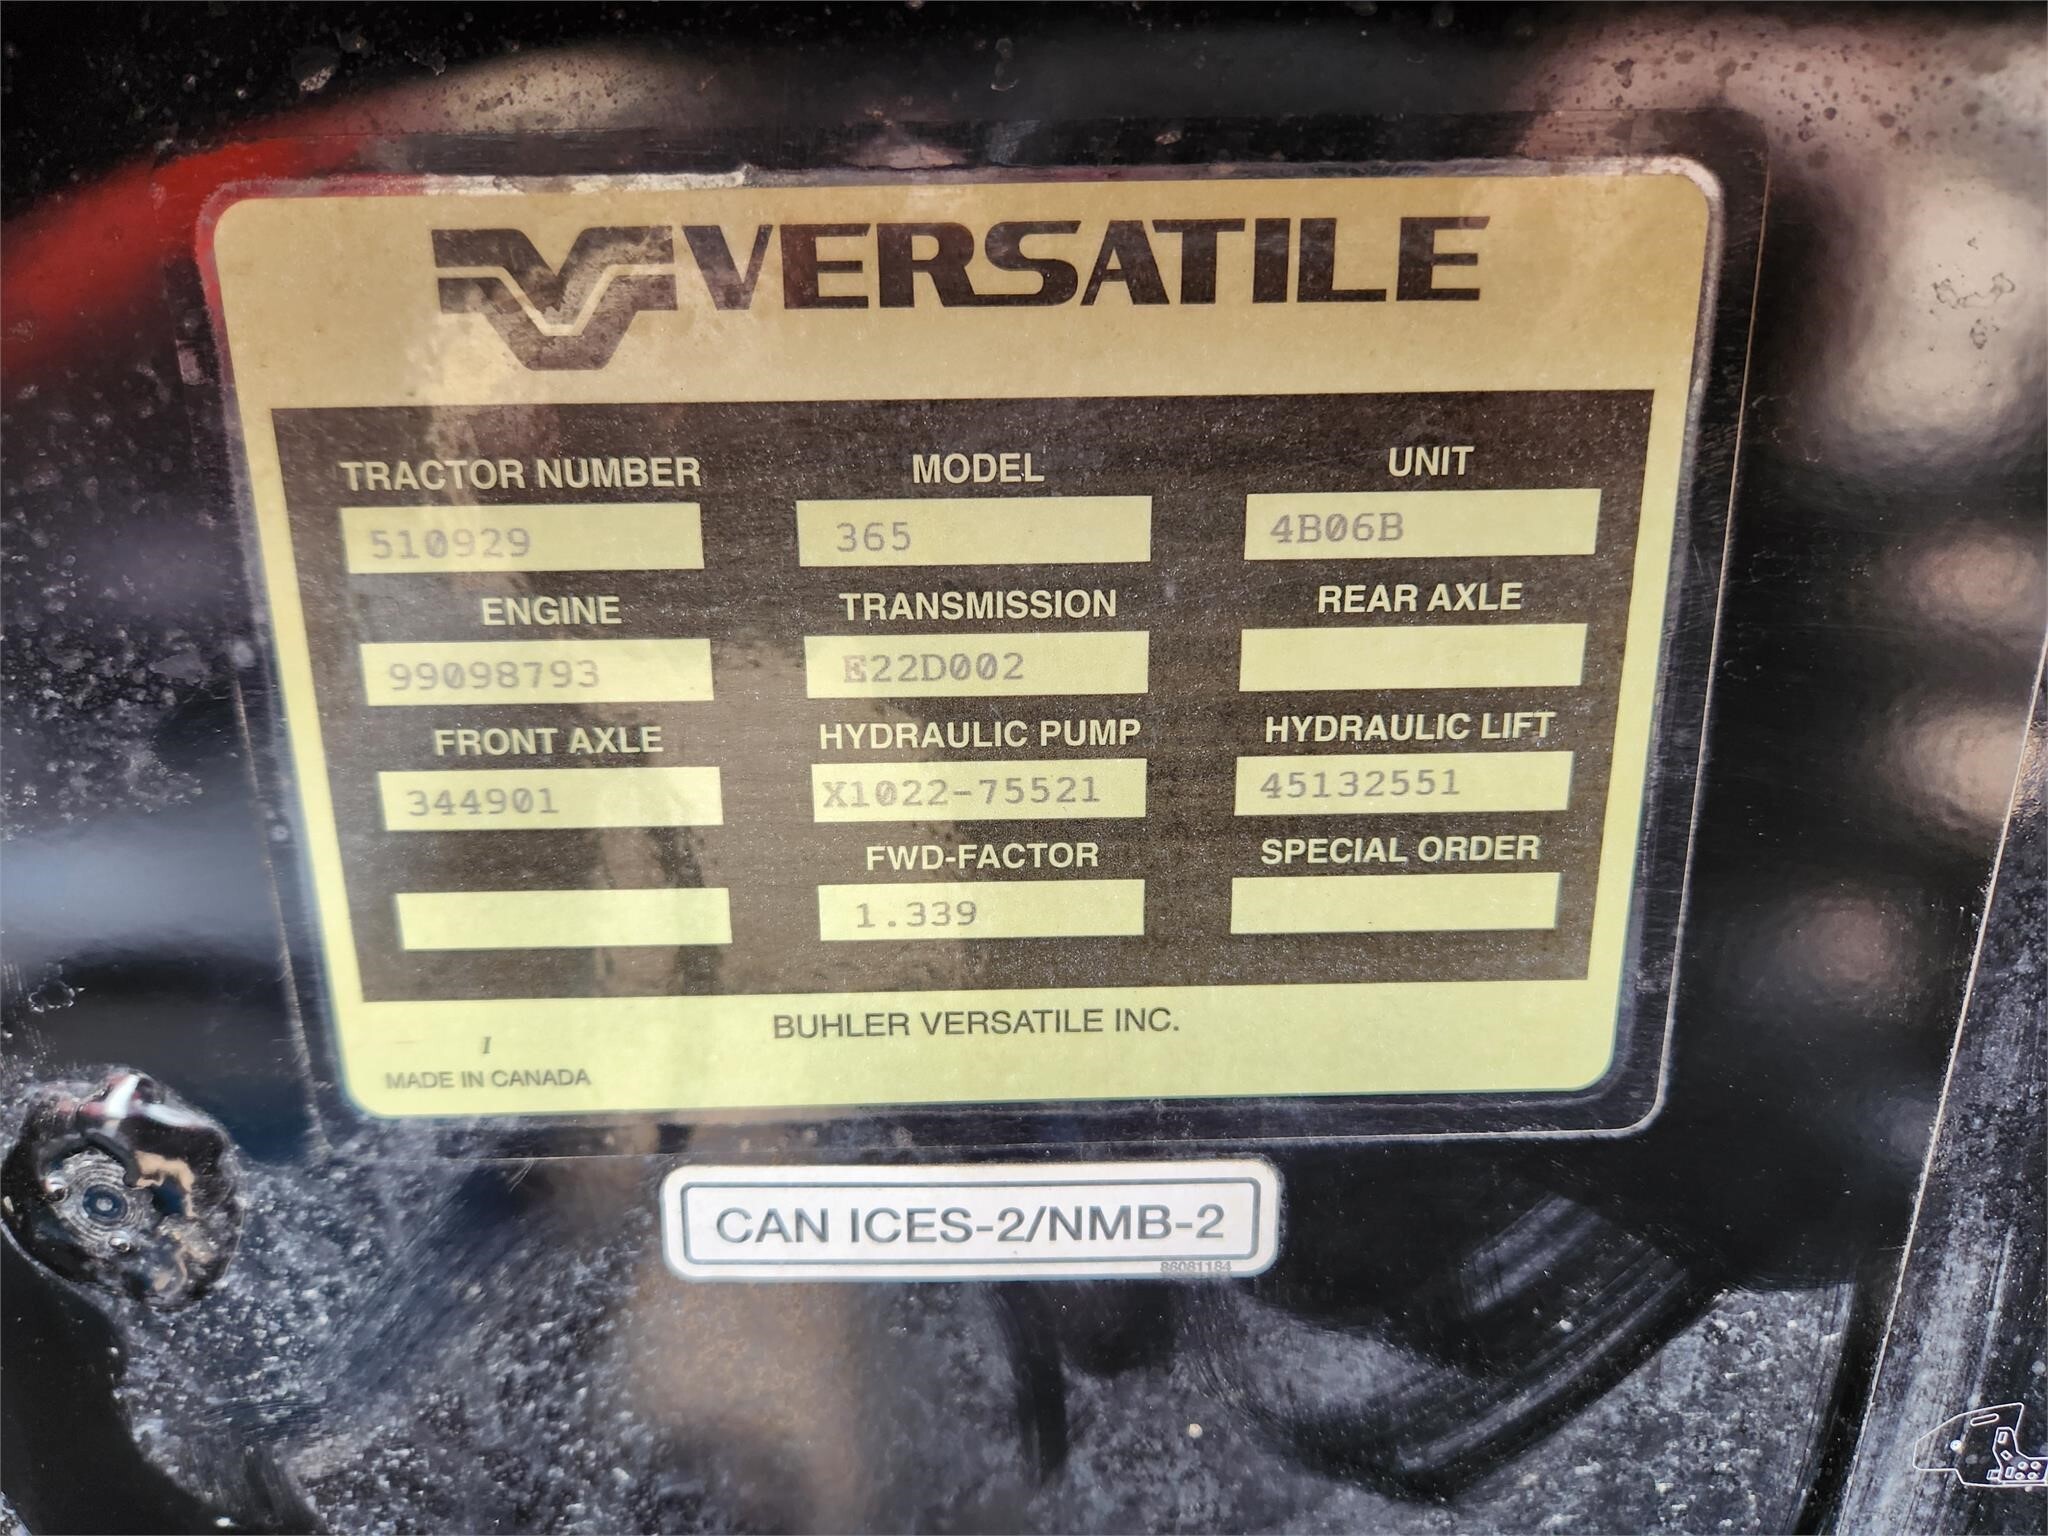 VERSATILE
TRACTOR NUMBER MODEL UNIT
510929 365 4B06B
ENGINE TRANSMISSION REAR AXLE
99098793 E22D002
FRONT AXLE HYDRAULIC PUMP HYDRAULIC LIFT
344901 X1022-75521 45132551
FWD-FACTOR SPECIAL ORDER
1.339
BUHLER VERSATILE INC.
I
MADE IN CANADA
CAN ICES-2/NMB-2
86081184